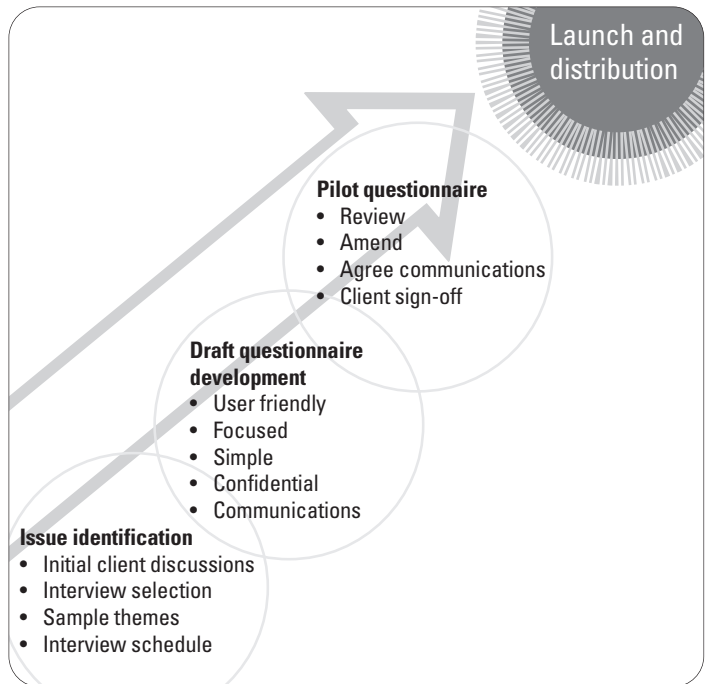 Launch and
distribution
Pilot questionnaire
• Review
• Amend
• Agree communications
• Client sign-off
Draft questionnaire
development
• User friendly
• Focused
• Simple
• Confidential
• Communications
Issue identification
• Initial client discussions
• Interview selection
• Sample themes
• Interview schedule